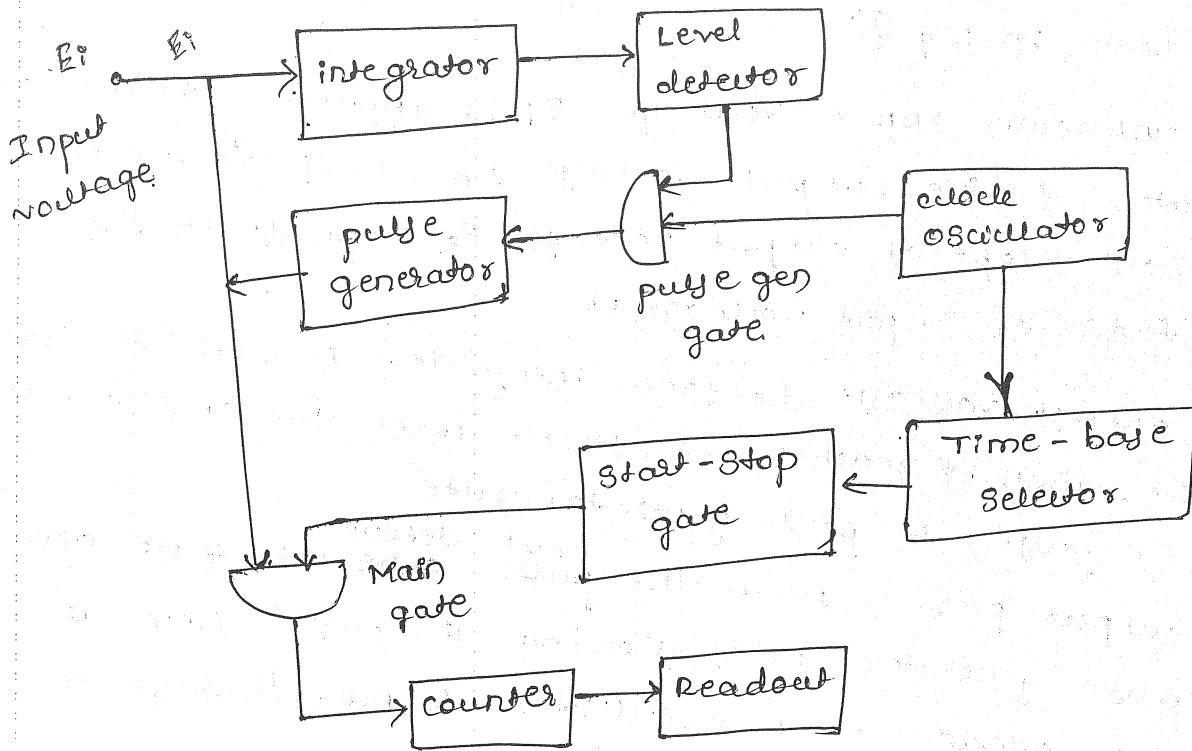 Ei
Ei
Input
voltage.
integrator
Level
detector
pulse
generator
pulse gen
gate
clock
oscillator
Time - base
Selector
Start - Stop
gate
Main
gate
counter
Readout